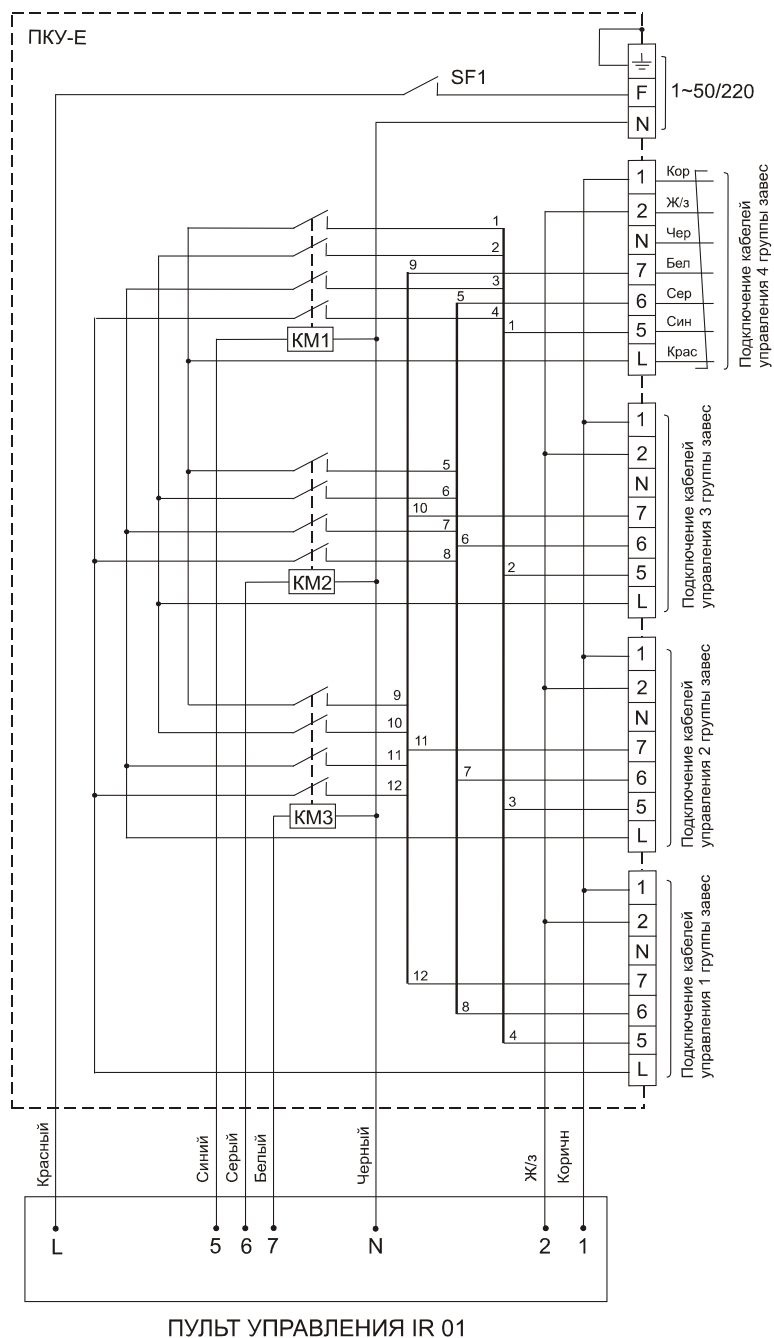 ПКУ-Е
SF1
F
N
1~50/220
1
2
N
7
6
5
L
Кор
Ж/з
Чер
Бел
Сер
Син
Крас
Подключение кабелей
управления 4 группы завес
1
2
9
3
5
4
1
КМ1
1
2
N
7
6
5
L
Подключение кабелей
управления 3 группы завес
5
6
10
7
6
8
2
КМ2
1
2
N
7
6
5
L
Подключение кабелей
управления 2 группы завес
9
10
11
11
7
12
3
КМ3
1
2
N
7
6
5
L
Подключение кабелей
управления 1 группы завес
12
8
4
Красный
Синий
Серый
Белый
Черный
Ж/з
Коричн
L
5
6
7
N
2
1
ПУЛЬТ УПРАВЛЕНИЯ IR 01